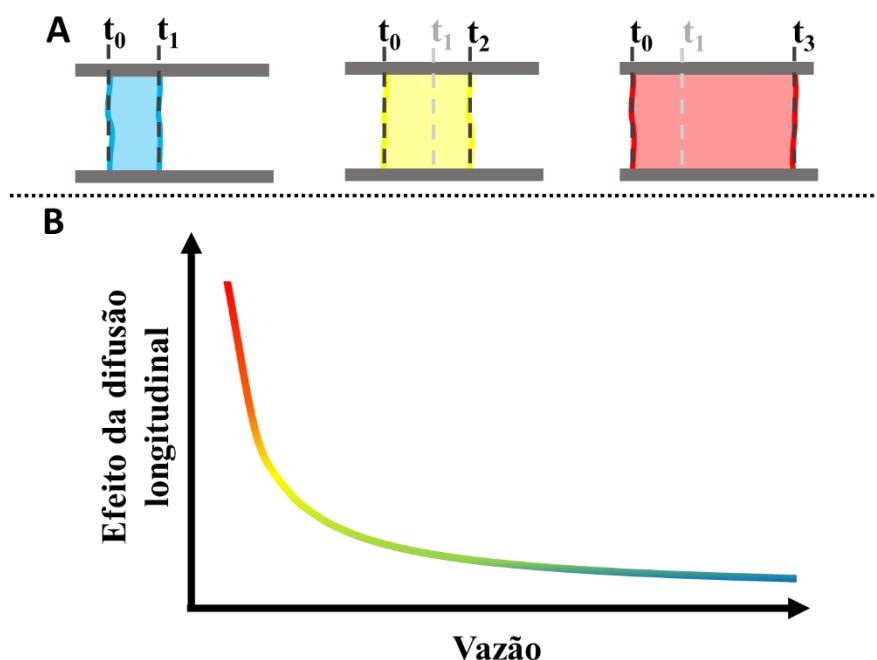 A
t₀ t₁
t₀ t₁ t₂
t₀ t₁ t₃
B
Efeito da difusão
longitudinal
Vazão